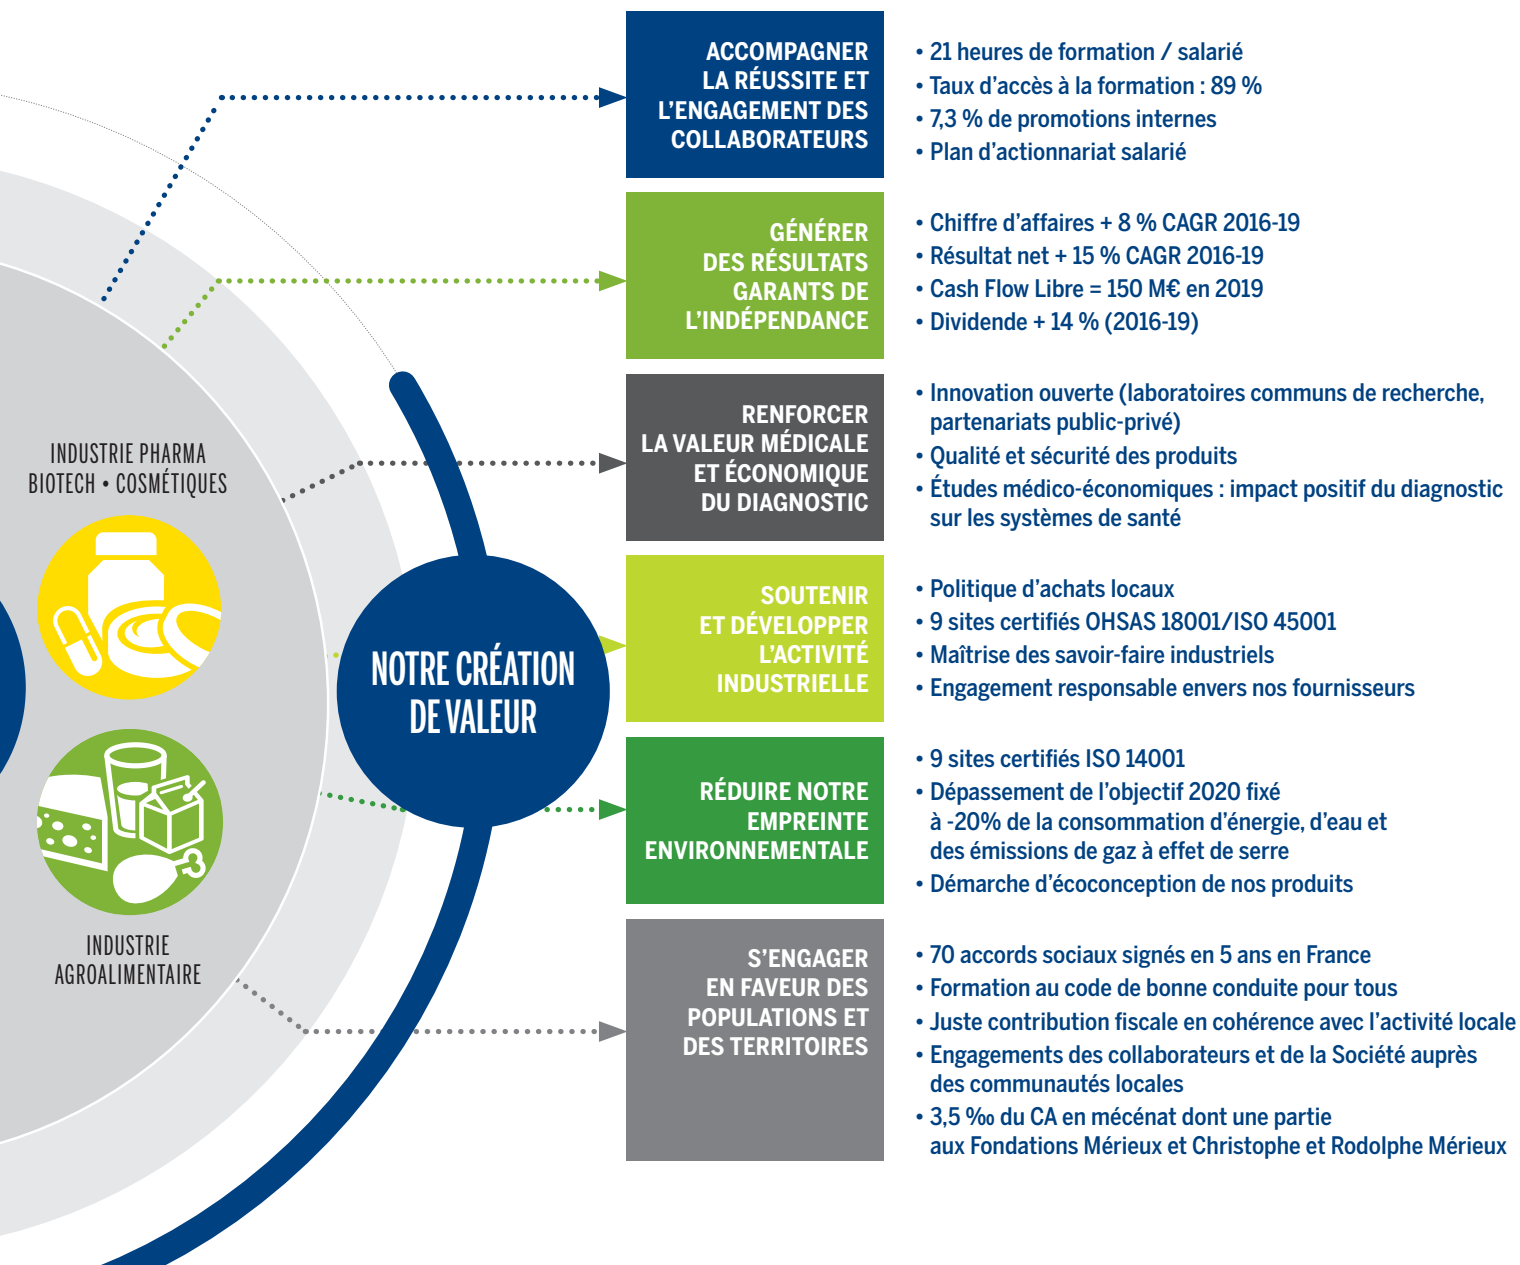 INDUSTRIE PHARMA
BIOTECH • COSMÉTIQUES
INDUSTRIE
AGROALIMENTAIRE
NOTRE CRÉATION
DE VALEUR
ACCOMPAGNER
LA RÉUSSITE ET
L'ENGAGEMENT DES
COLLABORATEURS
• 21 heures de formation / salarié
• Taux d'accès à la formation : 89 %
• 7,3 % de promotions internes
• Plan d'actionnariat salarié
GÉNÉRER
DES RÉSULTATS
GARANTS DE
L'INDÉPENDANCE
• Chiffre d'affaires + 8 % CAGR 2016-19
• Résultat net + 15 % CAGR 2016-19
• Cash Flow Libre = 150 M€ en 2019
• Dividende + 14 % (2016-19)
RENFORCER
LA VALEUR MÉDICALE
ET ÉCONOMIQUE
DU DIAGNOSTIC
• Innovation ouverte (laboratoires communs de recherche,
partenariats public-privé)
• Qualité et sécurité des produits
• Études médico-économiques : impact positif du diagnostic
sur les systèmes de santé
SOUTENIR
ET DÉVELOPPER
L'ACTIVITÉ
INDUSTRIELLE
• Politique d'achats locaux
• 9 sites certifiés OHSAS 18001/ISO 45001
• Maîtrise des savoir-faire industriels
• Engagement responsable envers nos fournisseurs
RÉDUIRE NOTRE
EMPREINTE
ENVIRONNEMENTALE
• 9 sites certifiés ISO 14001
• Dépassement de l'objectif 2020 fixé
à -20% de la consommation d'énergie, d'eau et
des émissions de gaz à effet de serre
• Démarche d'écoconception de nos produits
S'ENGAGER
EN FAVEUR DES
POPULATIONS ET
DES TERRITOIRES
• 70 accords sociaux signés en 5 ans en France
• Formation au code de bonne conduite pour tous
• Juste contribution fiscale en cohérence avec l'activité locale
• Engagements des collaborateurs et de la Société auprès
des communautés locales
• 3,5 ‰ du CA en mécénat dont une partie
aux Fondations Mérieux et Christophe et Rodolphe Mérieux